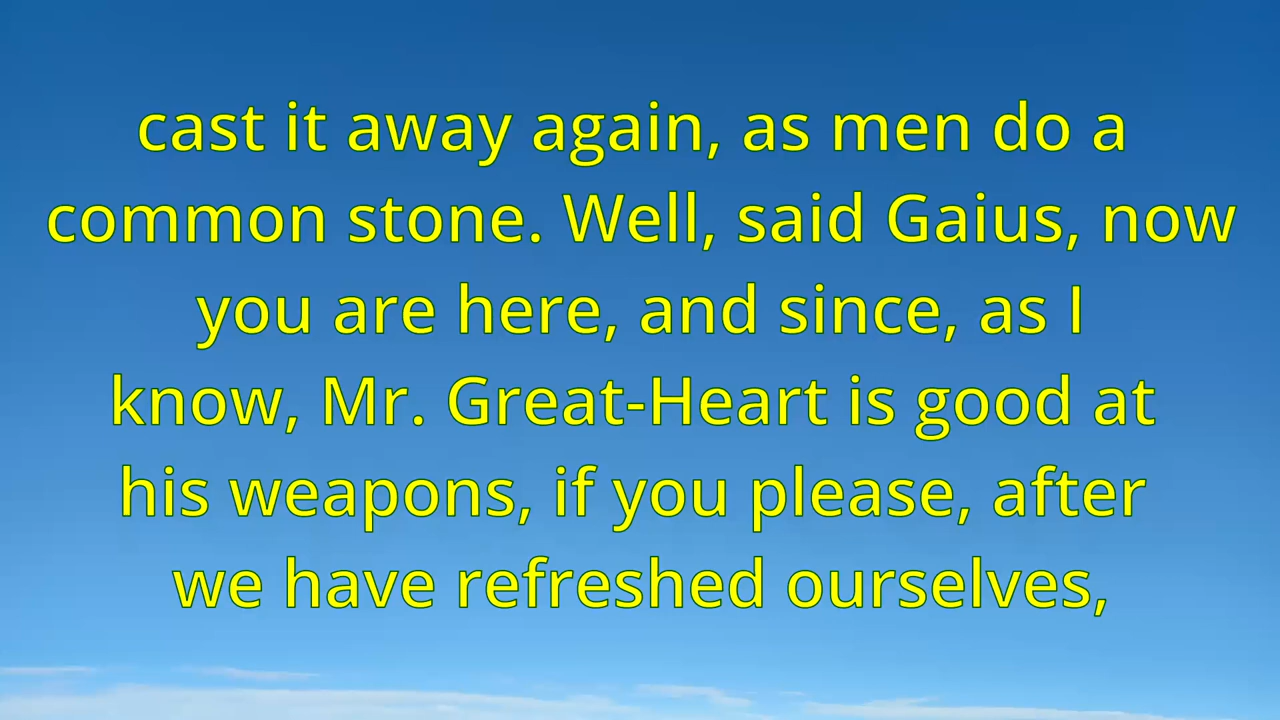 cast it away again, as men do a
common stone. Well, said Gaius, now
you are here, and since, as I
know, Mr. Great-Heart is good at
his weapons, if you please, after
we have refreshed ourselves,